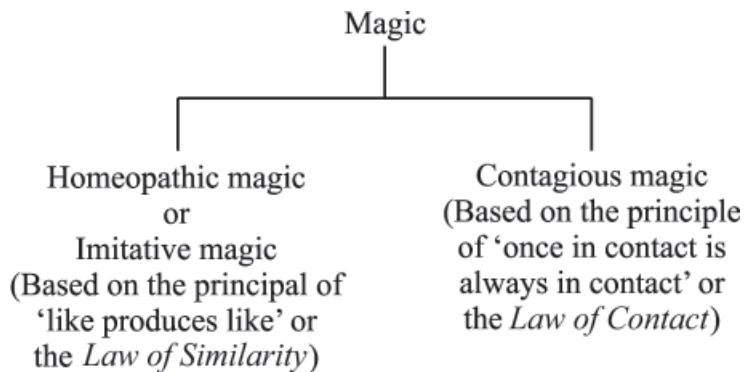 Magic
Homeopathic magic
or
Imitative magic
(Based on the principal of
‘like produces like’ or
the Law of Similarity)
Contagious magic
(Based on the principle
of ‘once in contact is
always in contact’ or
the Law of Contact)